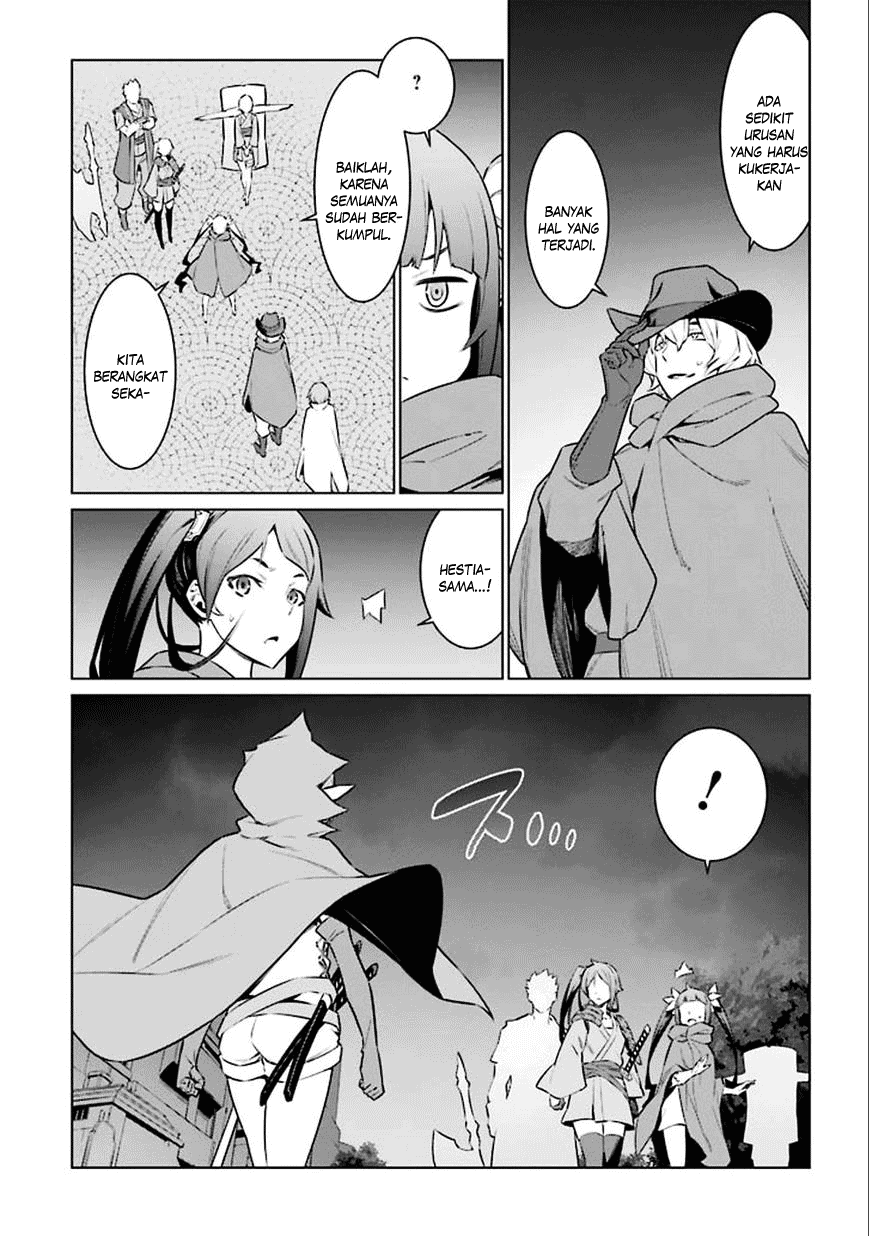 ADA
SEDIKIT
URUSAN
YANG HARUS
KUKERJA-
KAN
BANYAK
HAL YANG
TERJADI.
?
BAIKLAH,
KARENA
SEMUANYA
SUDAH BER-
KUMPUL.
KITA
BERANGKAT
SEKA-
HESTIA-
SAMA...!
!
ス...